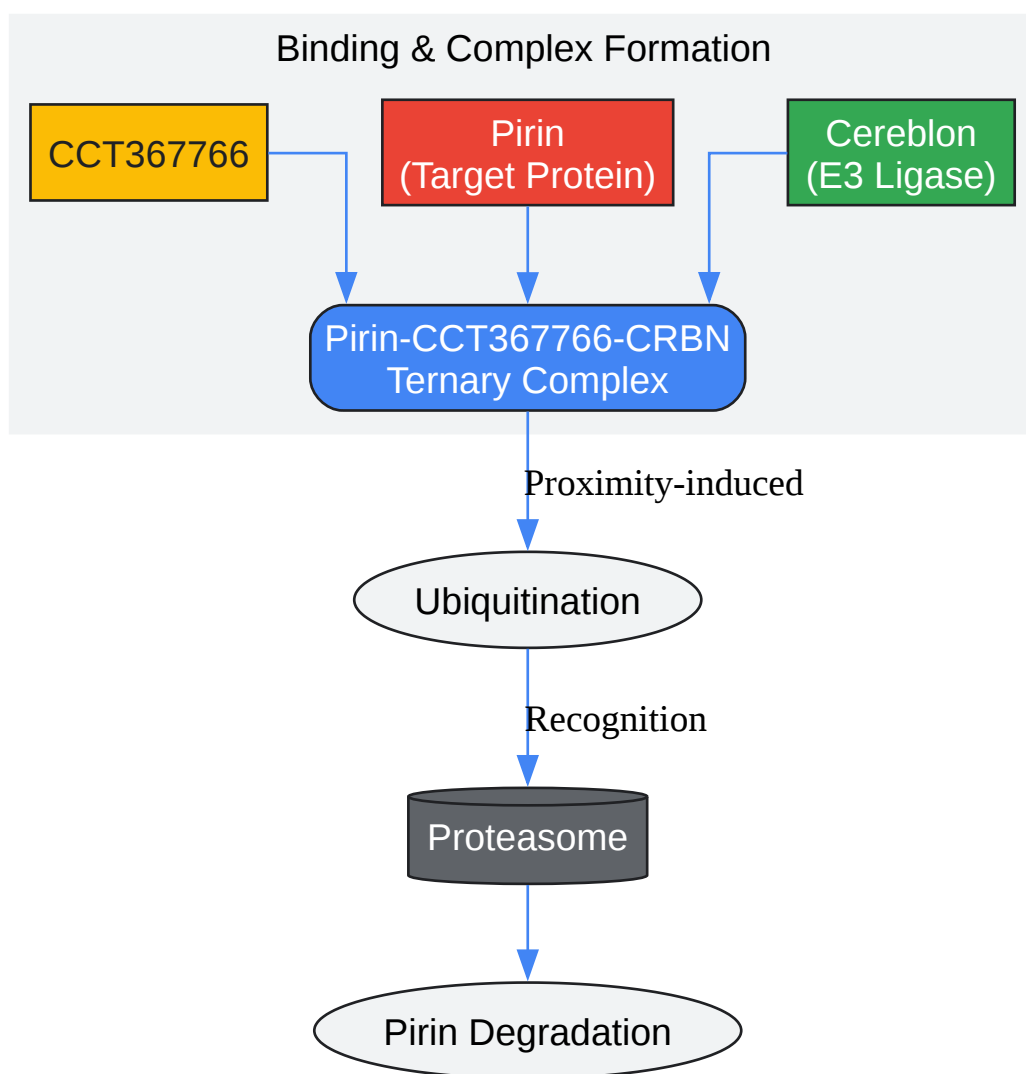 Binding & Complex Formation
CCT367766
Pirin
(Target Protein)
Cereblon
(E3 Ligase)
Pirin-CCT367766-CRBN
Ternary Complex
Proximity-induced
Ubiquitination
Recognition
Proteasome
Pirin Degradation